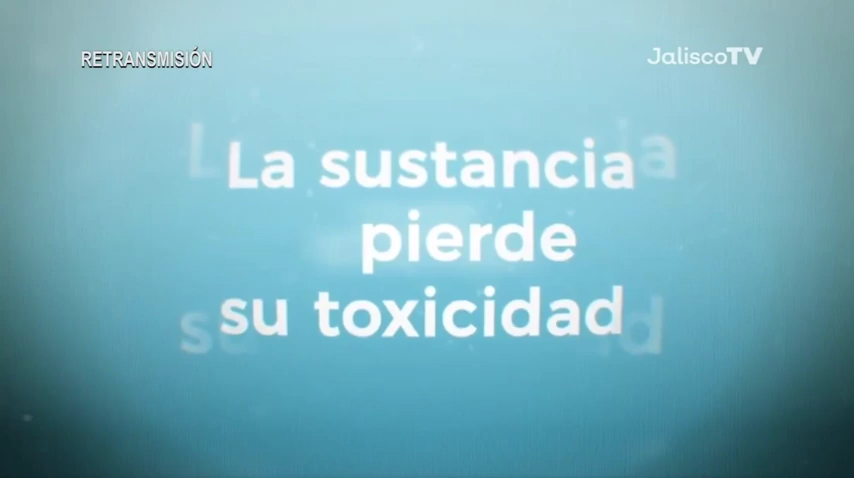 RETRANSMISIÓN
JaliscoTV
La sustancia
pierde
su toxicidad